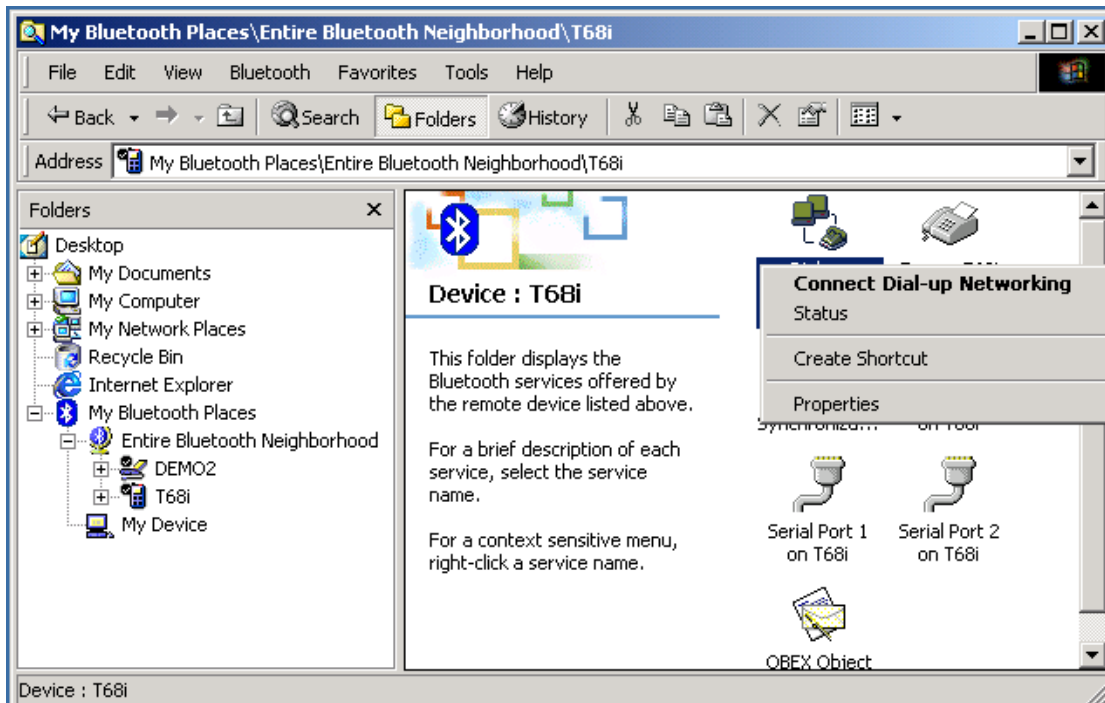 My Bluetooth Places\Entire Bluetooth Neighborhood\T68i
File Edit View Bluetooth Favorites Tools Help
Back Search Folders History
Address My Bluetooth Places\Entire Bluetooth Neighborhood\T68i
Folders
Desktop
My Documents
My Computer
My Network Places
Recycle Bin
Internet Explorer
My Bluetooth Places
Entire Bluetooth Neighborhood
DEMO2
T68i
My Device
Device : T68i
This folder displays the
Bluetooth services offered by
the remote device listed above.
For a brief description of each
service, select the service
name.
For a context sensitive menu,
right-click a service name.
Connect Dial-up Networking
Status
Create Shortcut
Properties
Synchroniza... on T68i
Serial Port 1
on T68i
Serial Port 2
on T68i
OBEX Object
Device : T68i